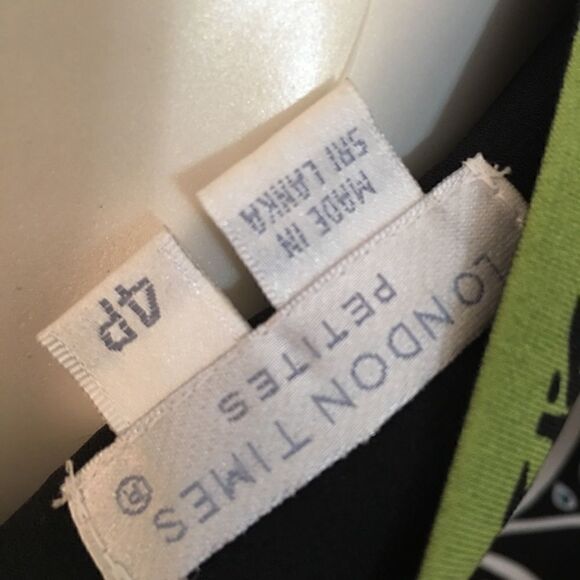 LONDON TIMES®
PETITES
4P
MADE IN
SRI LANKA